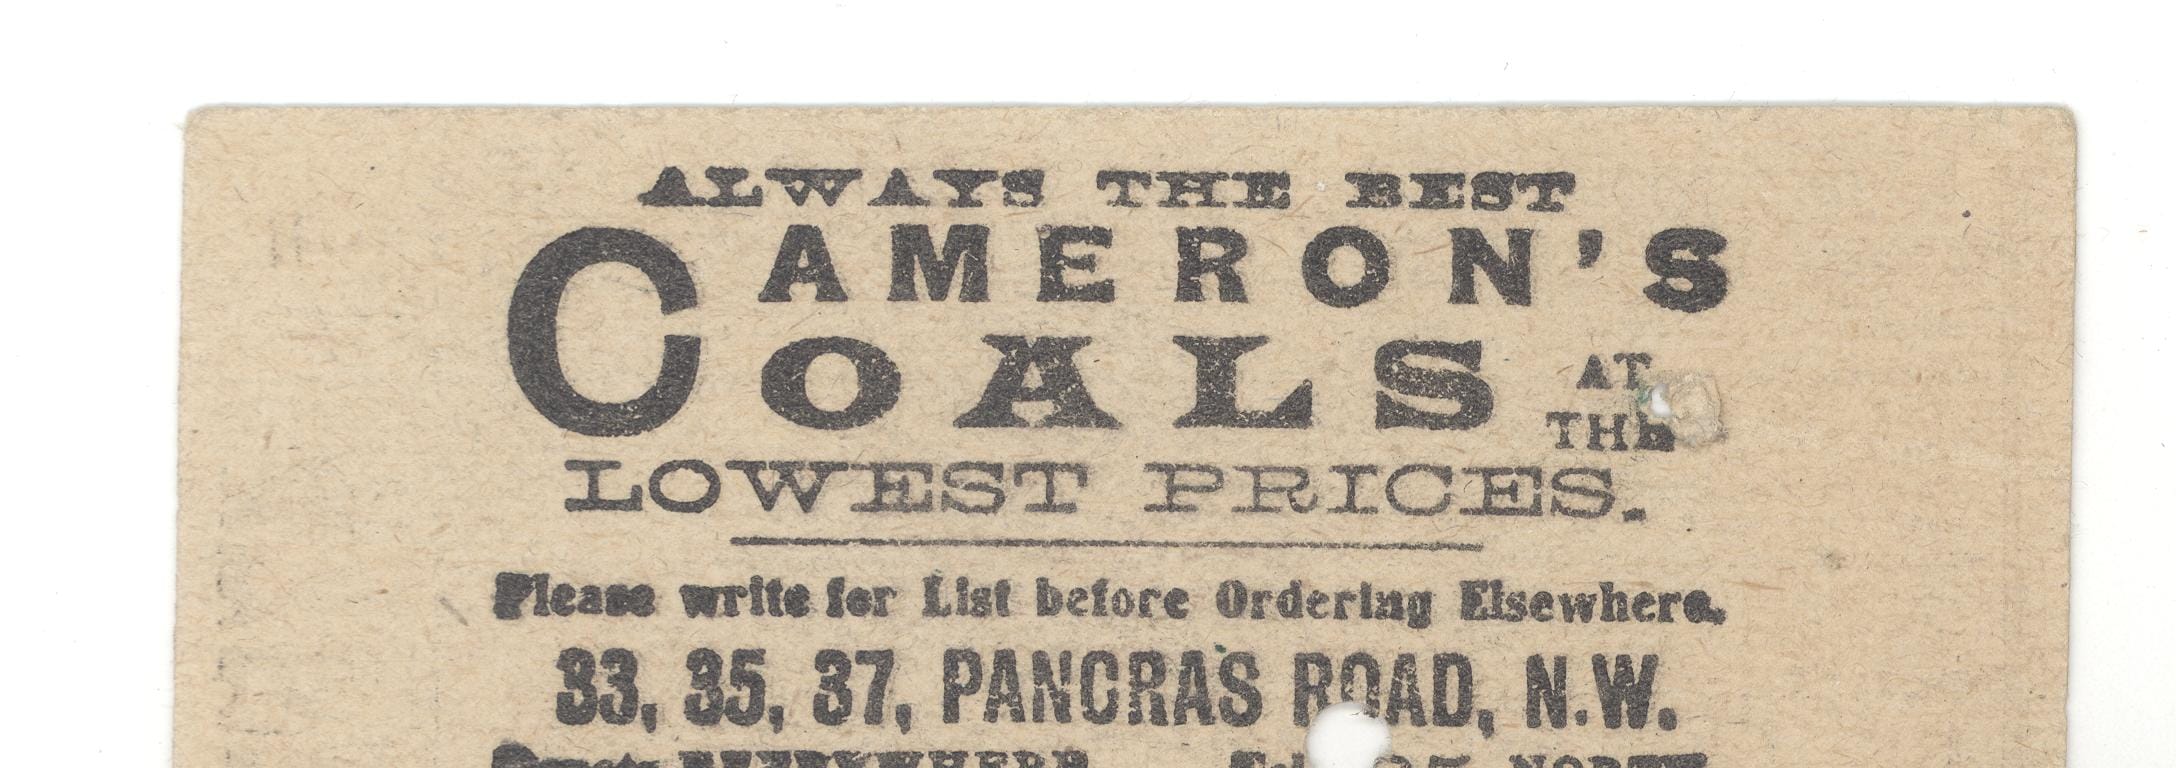 ALWAYS THE BEST
CAMERON'S
COALS AT
THE
LOWEST PRICES.
Please write for List before Ordering Elsewhere.
33, 35, 37, PANCRAS ROAD, N.W.